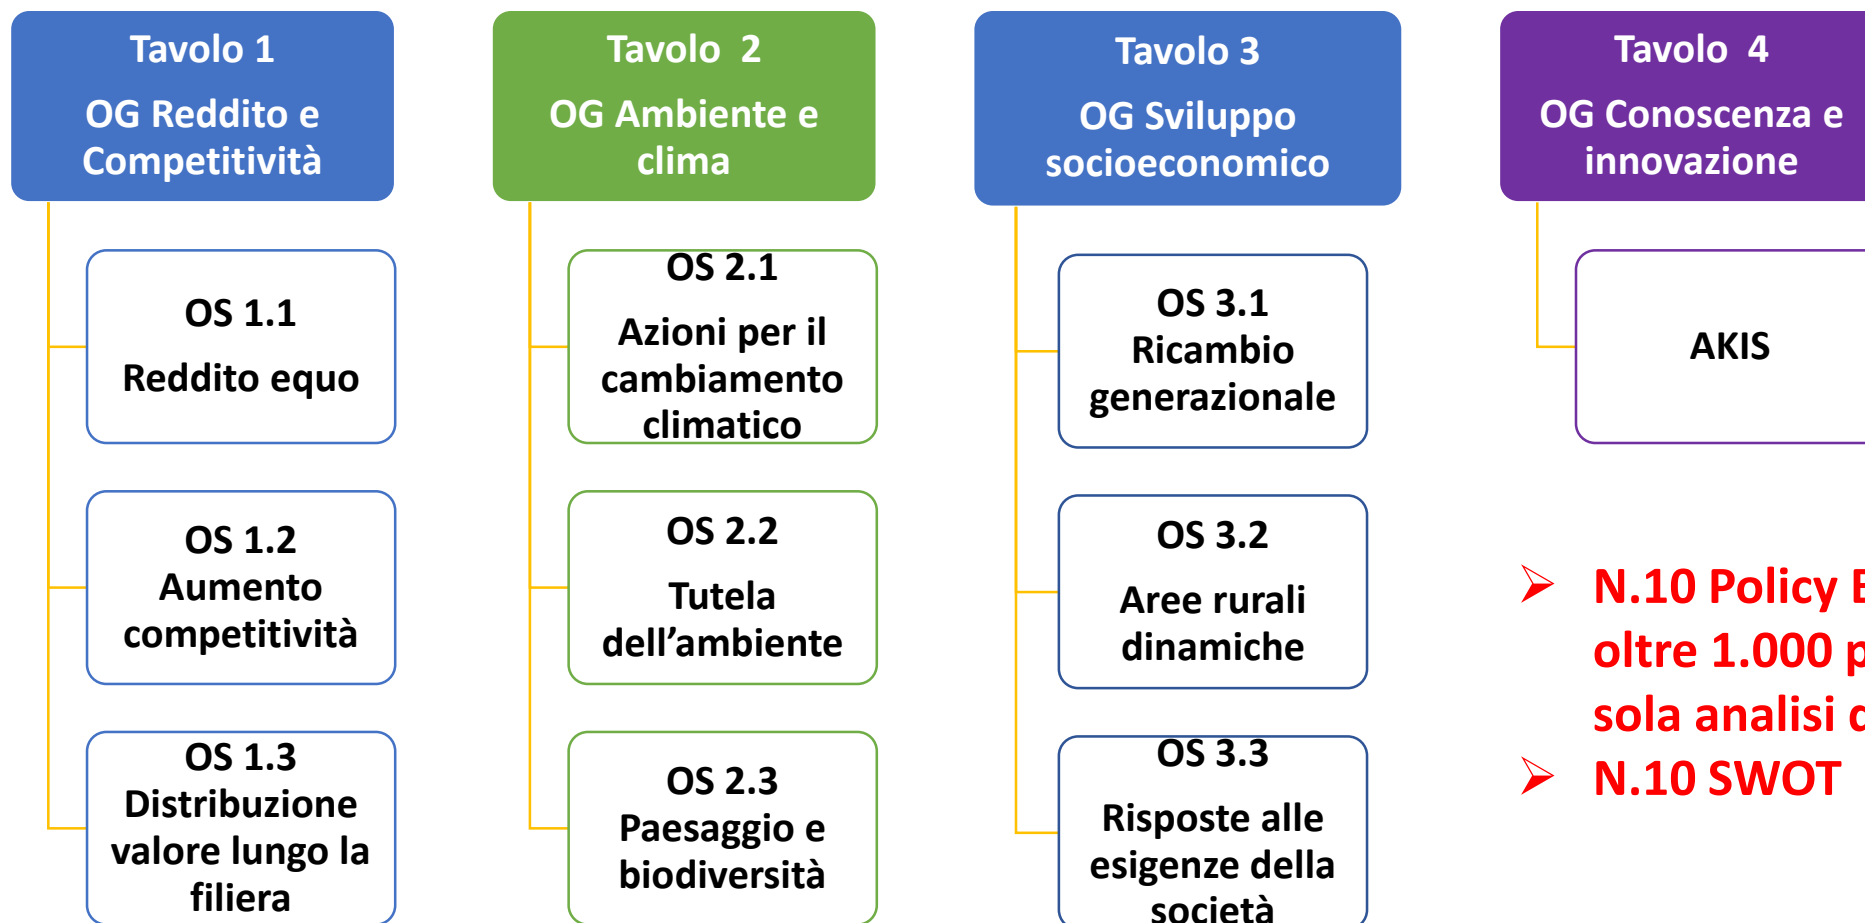 Tavolo 1
OG Reddito e
Competitività
OS 1.1
Reddito equo
OS 1.2
Aumento
competitività
OS 1.3
Distribuzione
valore lungo la
filiera
Tavolo 2
OG Ambiente e
clima
OS 2.1
Azioni per il
cambiamento
climatico
OS 2.2
Tutela
dell’ambiente
OS 2.3
Paesaggio e
biodiversità
Tavolo 3
OG Sviluppo
socioeconomico
OS 3.1
Ricambio
generazionale
OS 3.2
Aree rurali
dinamiche
OS 3.3
Risposte alle
esigenze della
società
Tavolo 4
OG Conoscenza e
innovazione
AKIS
N.10 Policy
oltre 1.000
sola analisi
N.10 SWOT